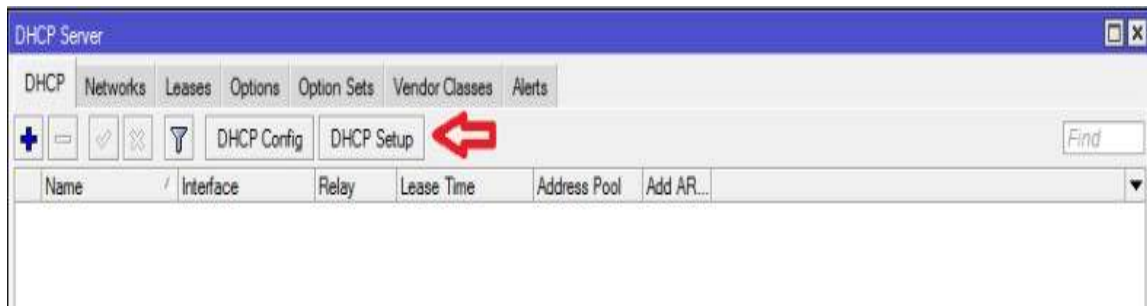 DHCP Server
DHCP Networks Leases Options Option Sets Vendor Classes Alerts
DHCP Config DHCP Setup Find
Name Interface Relay Lease Time Address Pool Add AR...